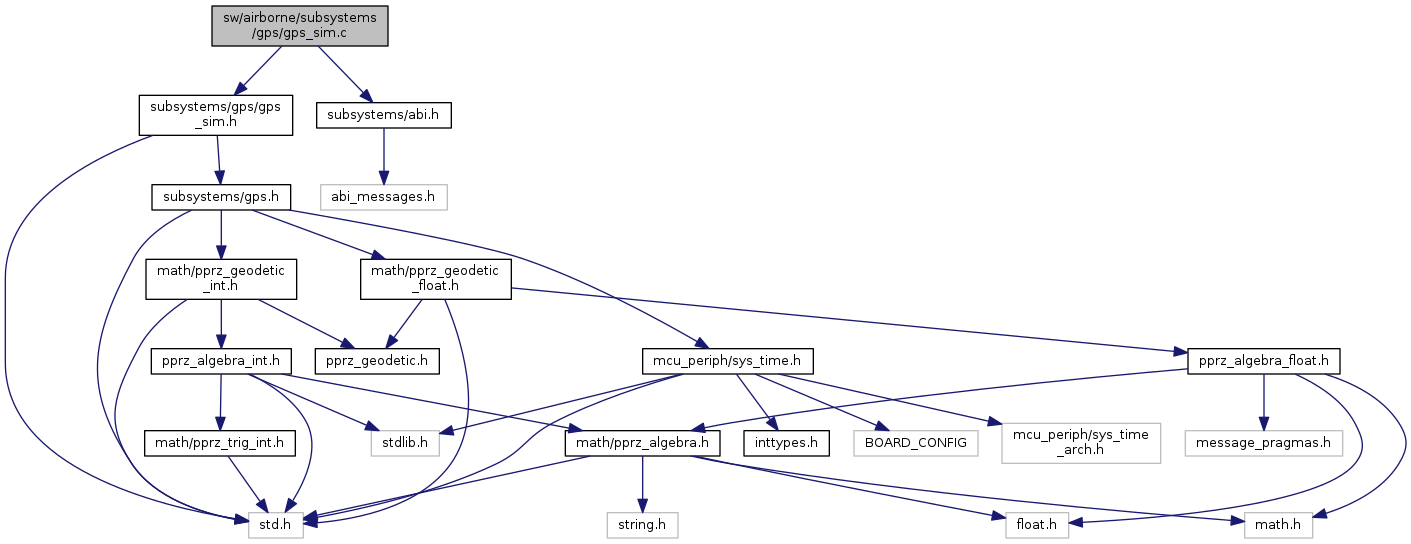 sw/airborne/subsystems
/gps/gps_sim.c
subsystems/gps/gps
_sim.h
subsystems/abi.h
subsystems/gps.h
abi_messages.h
math/pprz_geodetic
_int.h
math/pprz_geodetic
_float.h
pprz_algebra_int.h
pprz_geodetic.h
mcu_periph/sys_time.h
pprz_algebra_float.h
math/pprz_trig_int.h
stdlib.h
math/pprz_algebra.h
inttypes.h
BOARD_CONFIG
mcu_periph/sys_time
_arch.h
message_pragmas.h
std.h
string.h
float.h
math.h